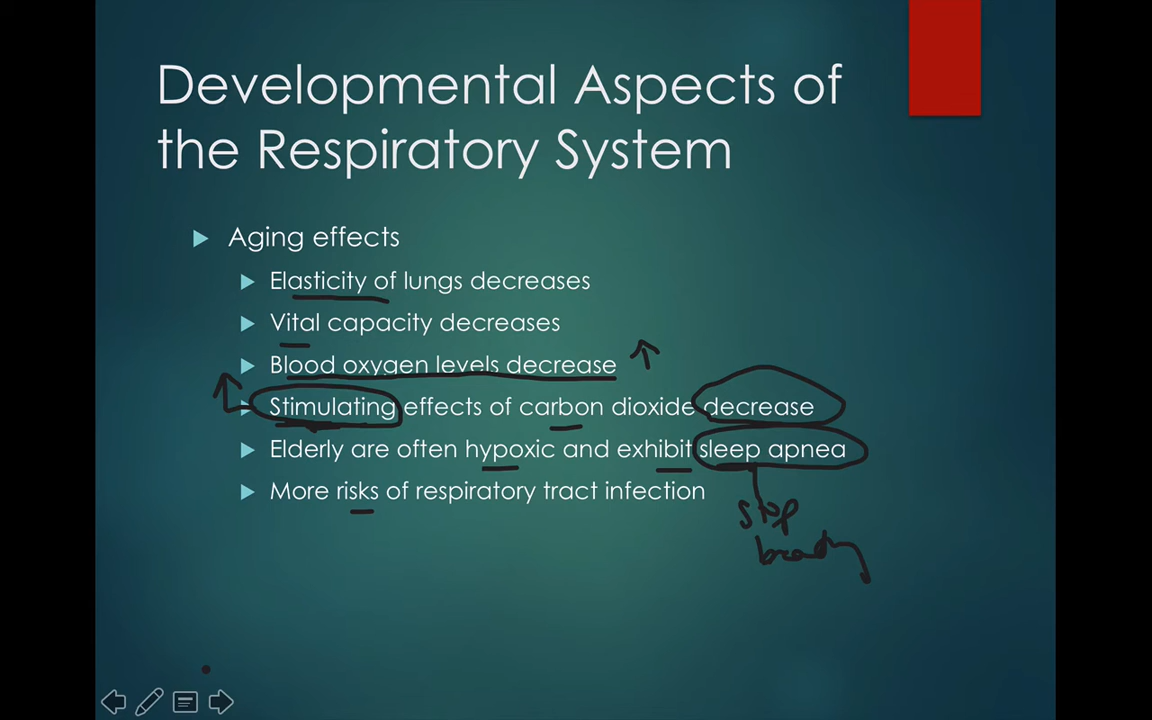 Developmental Aspects of
the Respiratory System
Aging effects
Elasticity of lungs decreases
Vital capacity decreases
Blood oxygen levels decrease
Stimulating effects of carbon dioxide decrease
Elderly are often hypoxic and exhibit sleep apnea
More risks of respiratory tract infection
stop